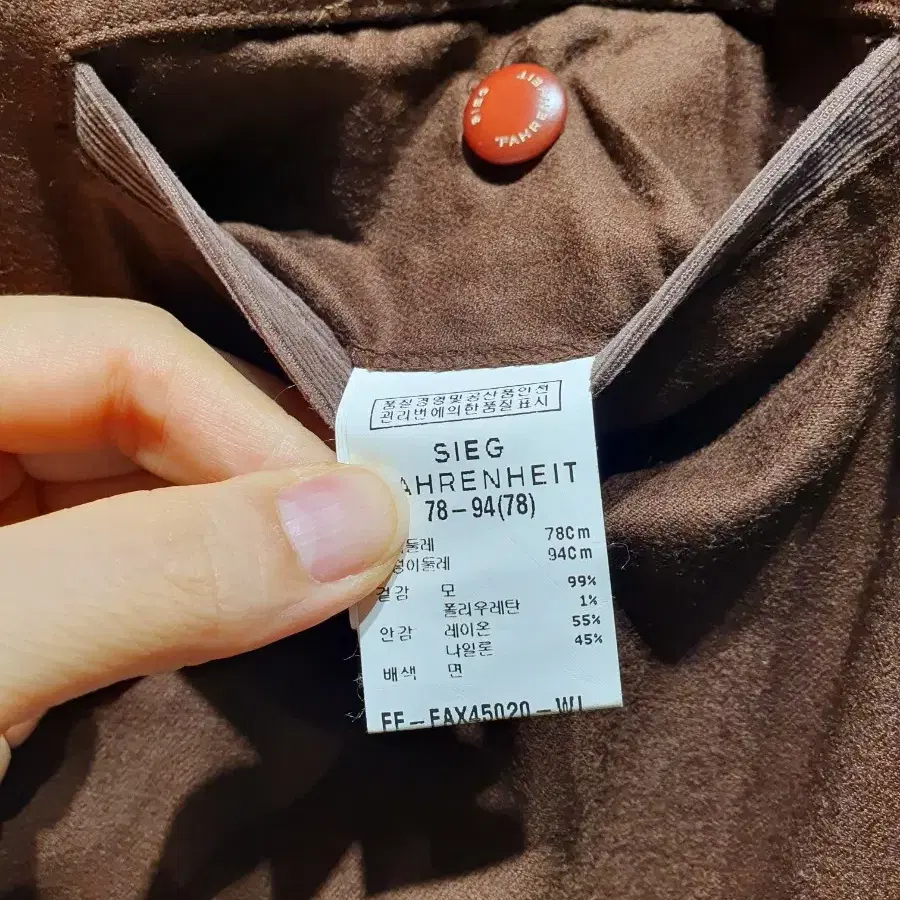 SIEG
FAHRENHEIT
품질경영및공산품안전
관리법에의한품질표시
SIEG
AHRENHEIT
78-94(78)
둘레 78Cm
덩이둘레 94Cm
겉감 모 99%
폴리우레탄 1%
안감 레이온 55%
나일론 45%
배색 면